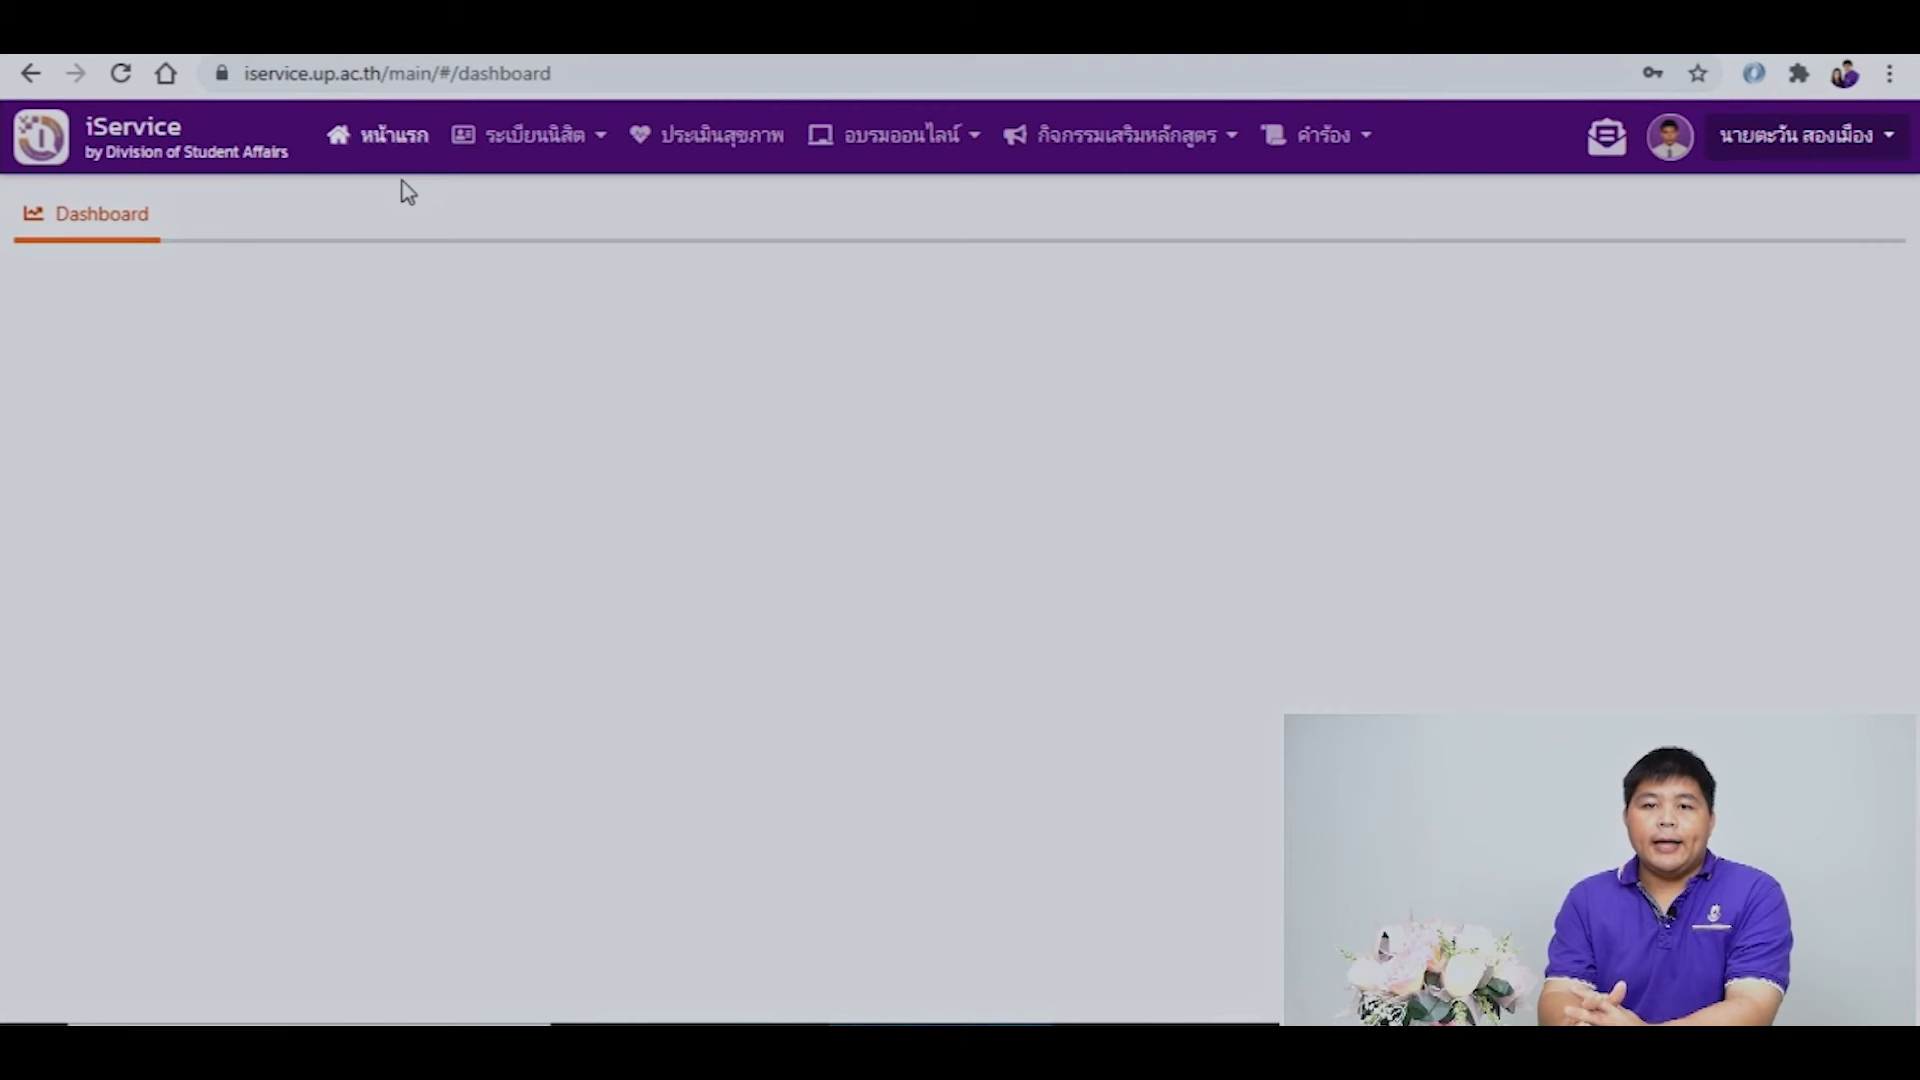 iservice.up.ac.th/main/#/dashboard
iService
by Division of Student Affairs
หน้าแรก
ระเบียนนิสิต
ประเมินสุขภาพ
อบรมออนไลน์
กิจกรรมเสริมหลักสูตร
คำร้อง
นายตะวัน สองเมือง
Dashboard